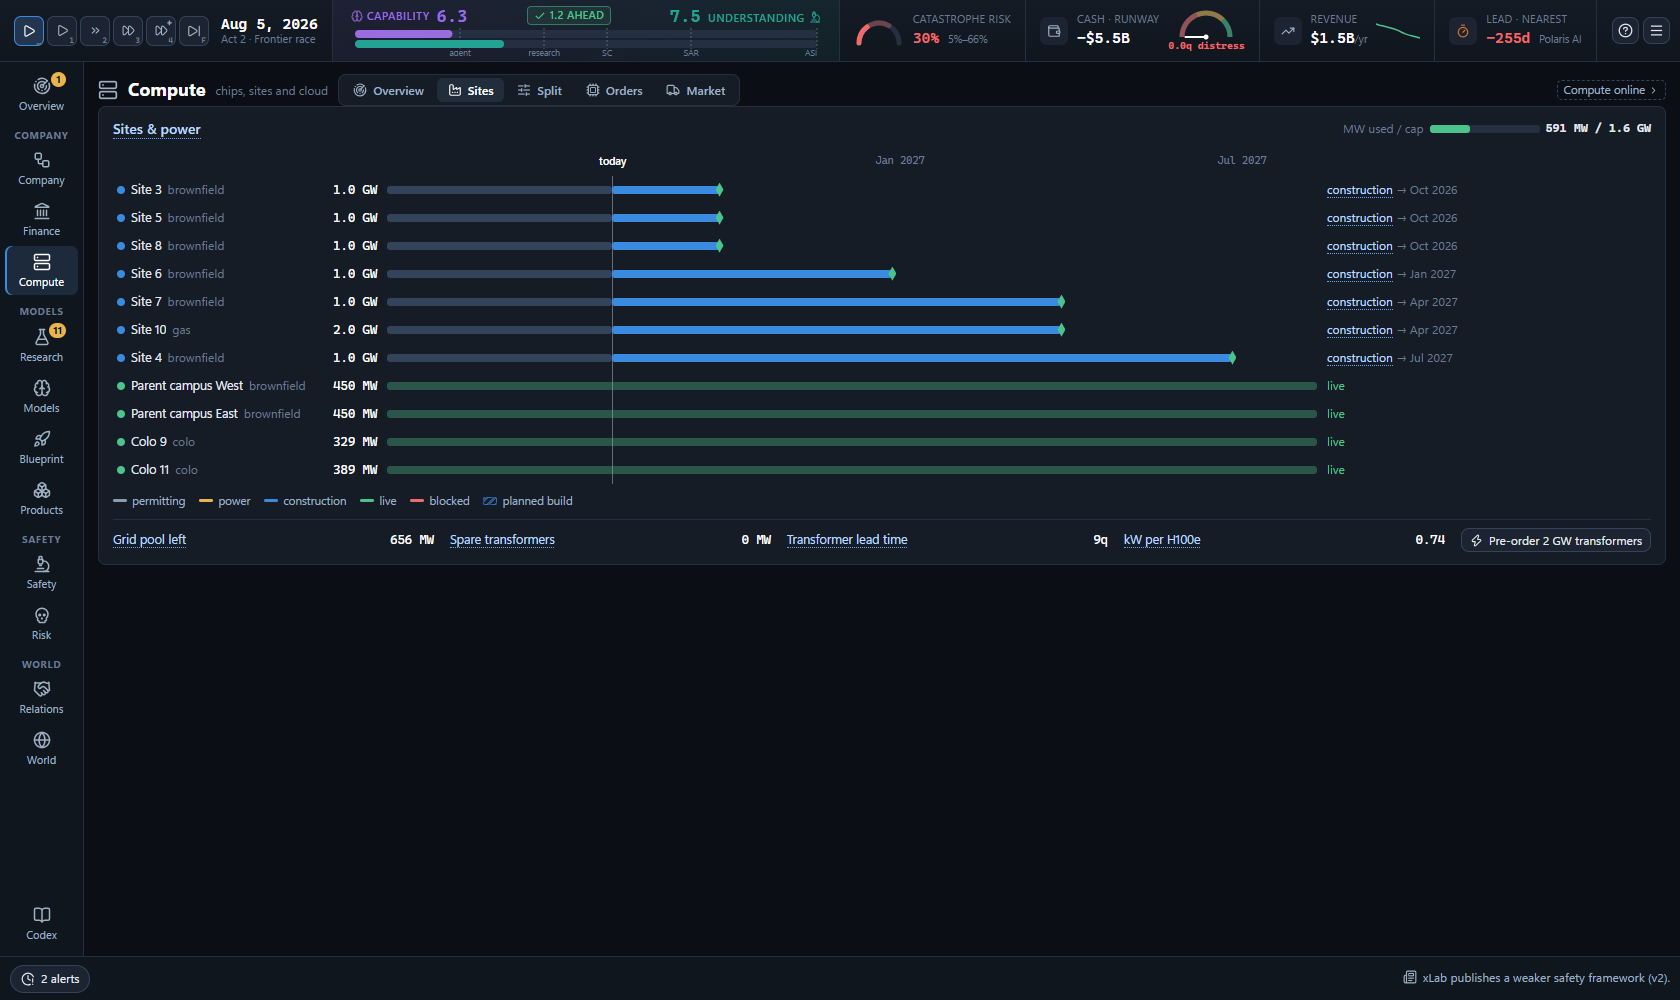 1
2
3
4
F
Aug 5, 2026
Act 2 · Frontier race
CAPABILITY 6.3
1.2 AHEAD
7.5 UNDERSTANDING
agent
research
SC
SAR
ASI
CATASTROPHE RISK
30% 5%–66%
CASH · RUNWAY
−$5.5B
0.0q distress
REVENUE
$1.5B/yr
LEAD · NEAREST
−255d Polaris AI
1
Overview
COMPANY
Company
Finance
Compute
MODELS
11
Research
Models
Blueprint
Products
SAFETY
Safety
Risk
WORLD
Relations
World
Codex
Compute chips, sites and cloud
Overview
Sites
Split
Orders
Market
Compute online ›
Sites & power
MW used / cap 591 MW / 1.6 GW
today
Jan 2027
Jul 2027
Site 3 brownfield 1.0 GW construction → Oct 2026
Site 5 brownfield 1.0 GW construction → Oct 2026
Site 8 brownfield 1.0 GW construction → Oct 2026
Site 6 brownfield 1.0 GW construction → Jan 2027
Site 7 brownfield 1.0 GW construction → Apr 2027
Site 10 gas 2.0 GW construction → Apr 2027
Site 4 brownfield 1.0 GW construction → Jul 2027
Parent campus West brownfield 450 MW live
Parent campus East brownfield 450 MW live
Colo 9 colo 329 MW live
Colo 11 colo 389 MW live
permitting power construction live blocked planned build
Grid pool left 656 MW Spare transformers 0 MW Transformer lead time 9q kW per H100e 0.74 Pre-order 2 GW transformers
2 alerts
xLab publishes a weaker safety framework (v2).